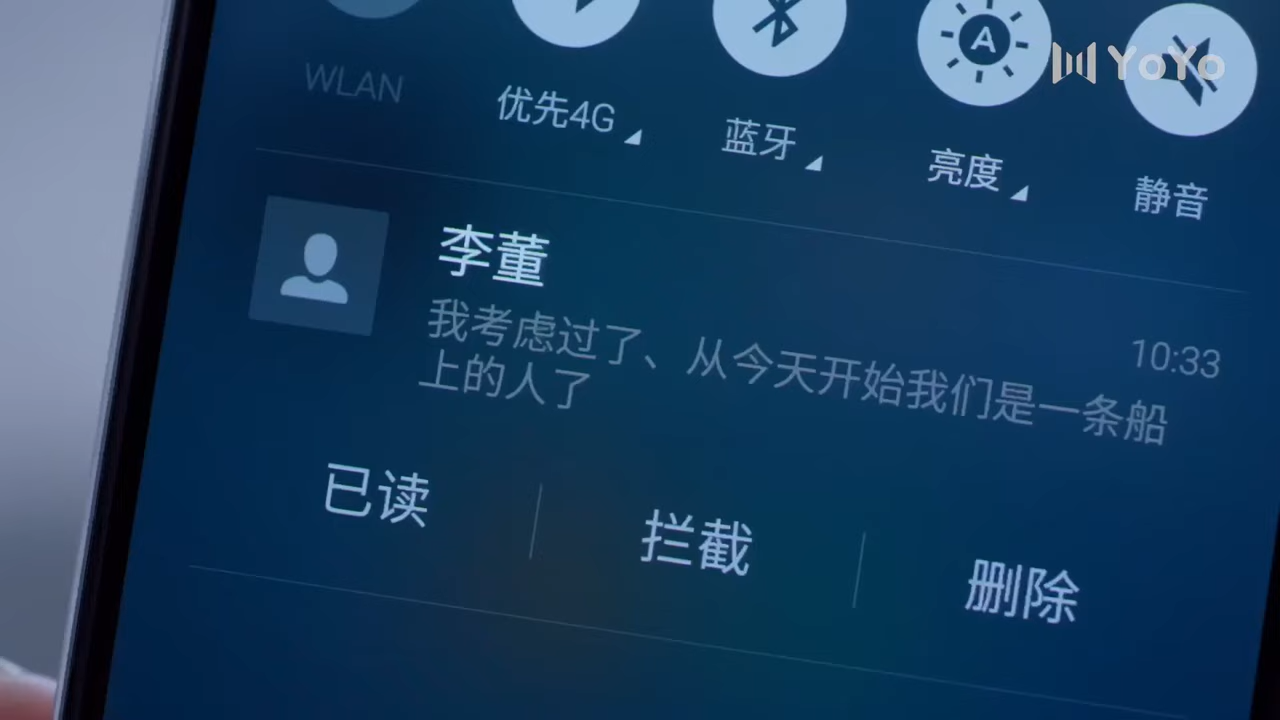 YoYo
WLAN
优先4G
蓝牙
亮度
A
静音
李董
10:33
我考虑过了、从今天开始我们是一条船
上的人了
已读
拦截
删除